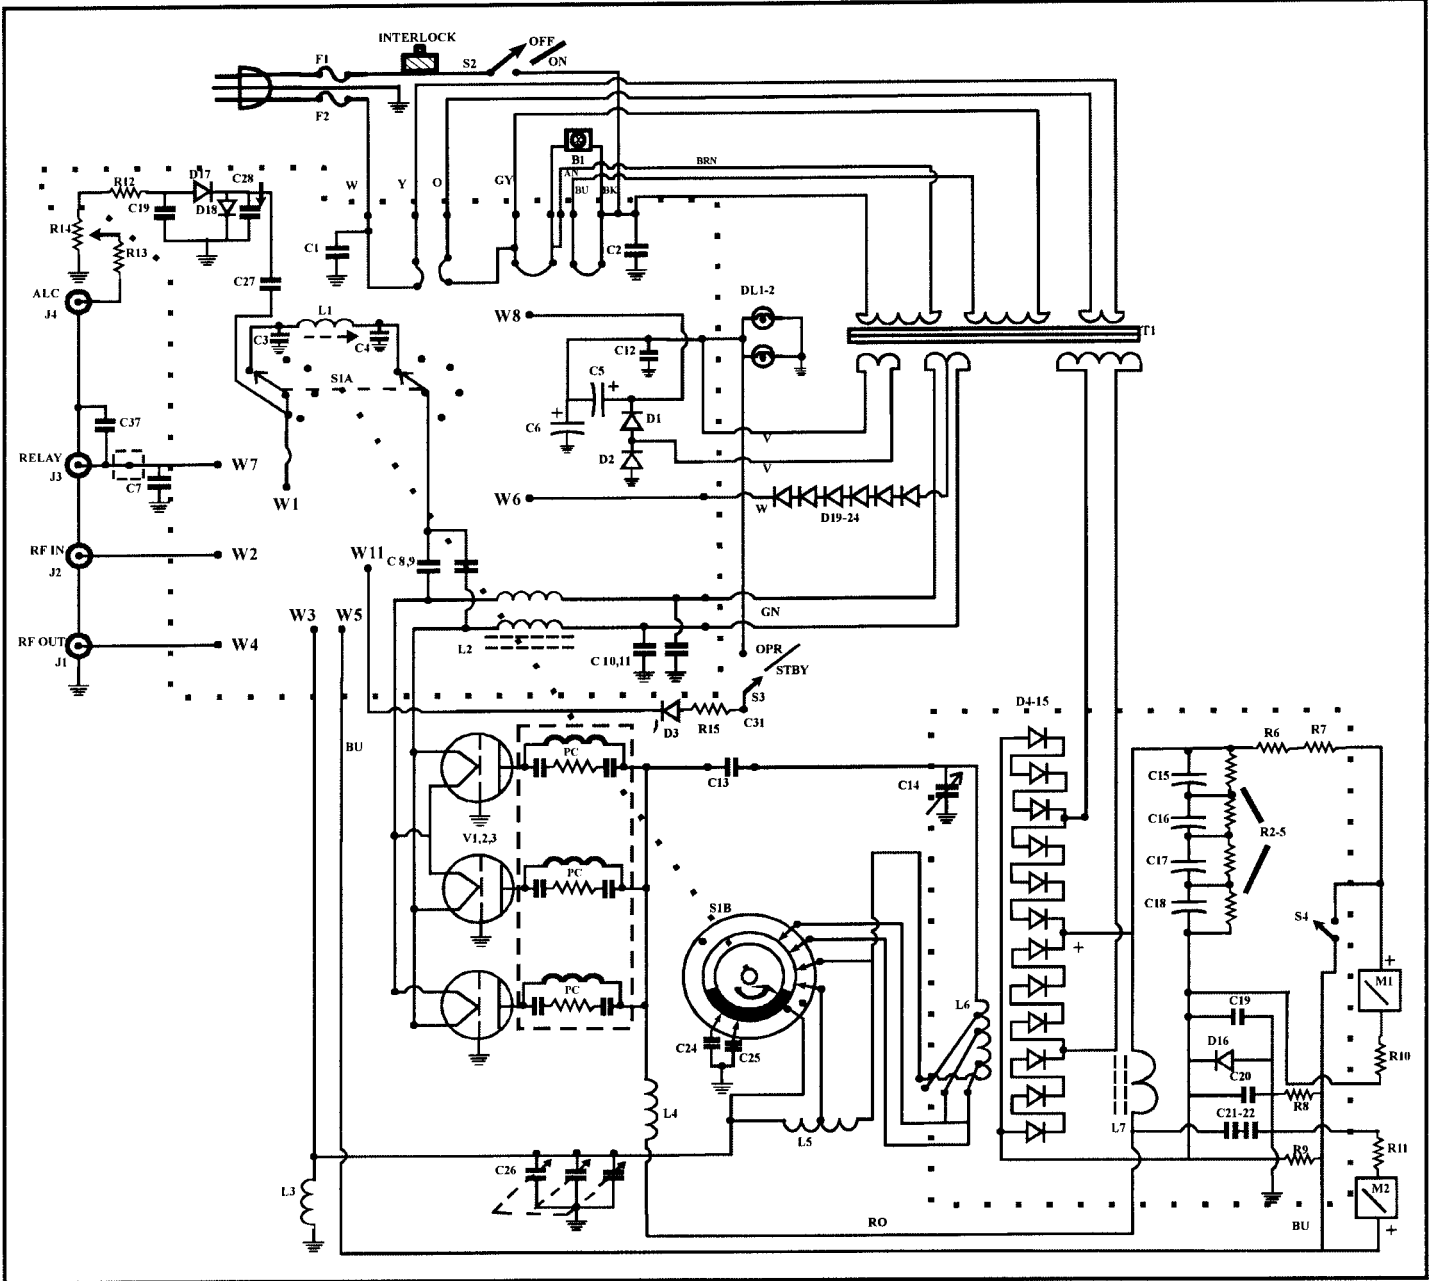 INTERLOCK
OFF
ON
F1
S2
F2
B1
W
Y
O
GY
AN
BU
BK
BRN
R12
D17
C28
C19
D18
R14
R13
C1
C2
ALC
J4
C27
L1
C3
C4
S1A
W8
DL1-2
T1
C12
C5
+
C6
+
D1
D2
V
V
C37
RELAY
J3
C7
W7
W1
W6
W
D19-24
RF IN
J2
W2
W11
C 8,9
W3
W5
GN
RF OUT
J1
W4
L2
C 10,11
OPR
STBY
S3
D3
R15
C31
BU
D4-15
PC
C13
C14
R6
R7
C15
C16
R2-5
C17
C18
V1,2,3
PC
S1B
S4
+
+
M1
PC
L6
C19
D16
R10
C24
C25
C20
R8
L4
L5
L7
C21-22
R9
R11
C26
L3
M2
RO
BU
+